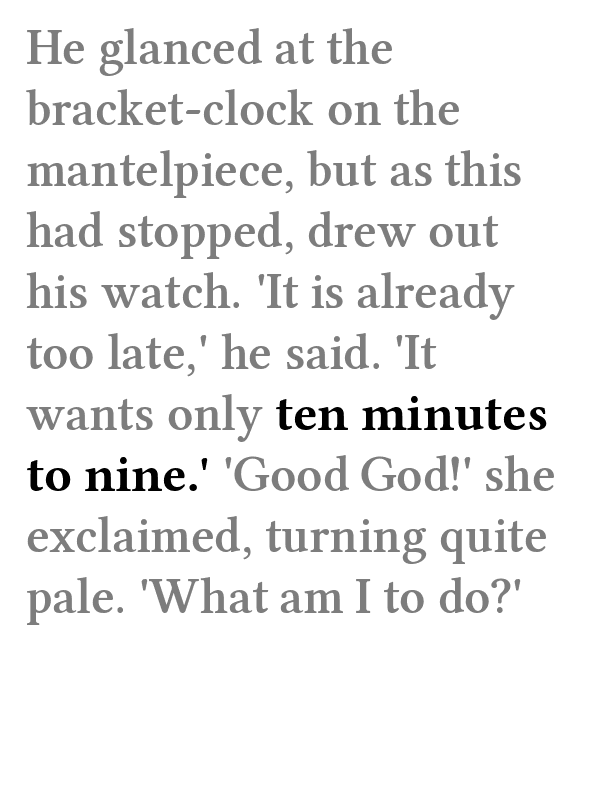 He glanced at the
bracket-clock on the
mantelpiece, but as this
had stopped, drew out
his watch. 'It is already
too late,' he said. 'It
wants only ten minutes
to nine.' 'Good God!' she
exclaimed, turning quite
pale. 'What am I to do?'